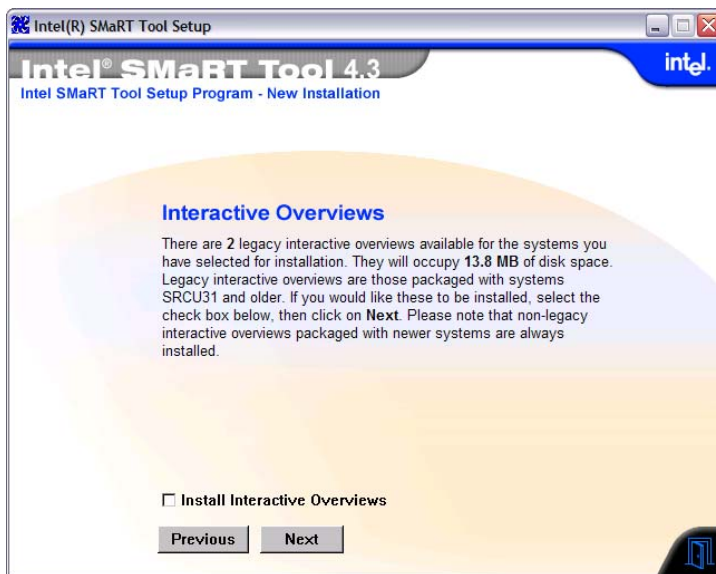 Intel(R) SMaRT Tool Setup
Intel® SMaRT Tool 4.3
intel.
Intel SMaRT Tool Setup Program - New Installation
Interactive Overviews
There are 2 legacy interactive overviews available for the systems you
have selected for installation. They will occupy 13.8 MB of disk space.
Legacy interactive overviews are those packaged with systems
SRCU31 and older. If you would like these to be installed, select the
check box below, then click on Next. Please note that non-legacy
interactive overviews packaged with newer systems are always
installed.
Install Interactive Overviews
Previous
Next